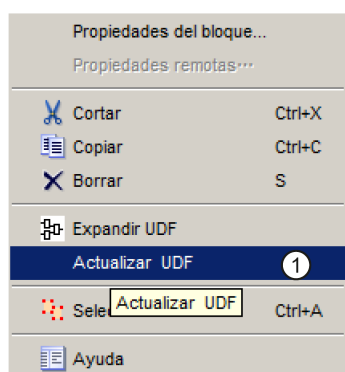 Propiedades del bloque...
Propiedades remotas...
Cortar Ctrl+X
Copiar Ctrl+C
Borrar S
Expandir UDF
Actualizar UDF 1
Sele Actualizar UDF Ctrl+A
Ayuda